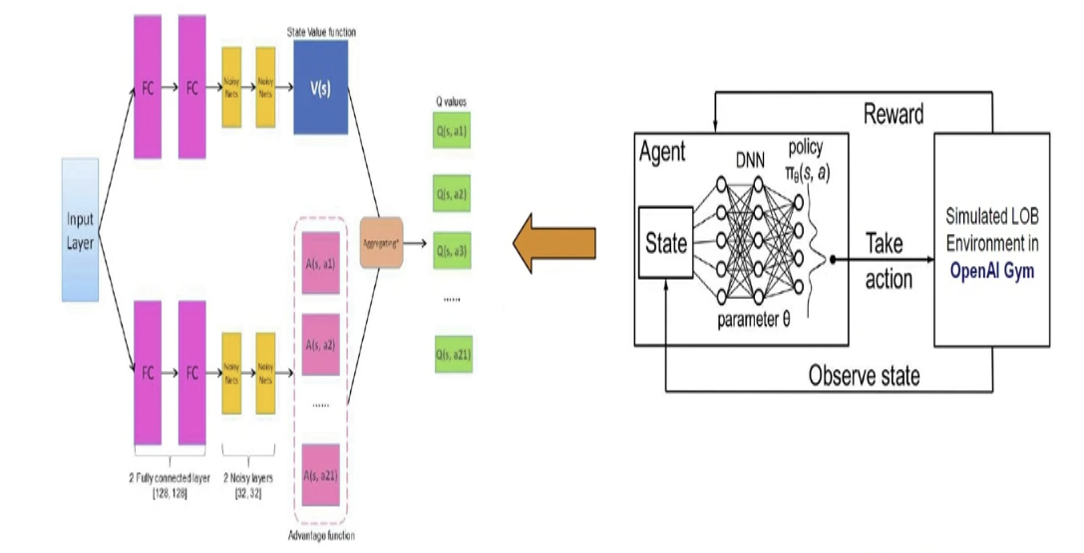 State Value function
FC
FC
Noisy
Nets
Noisy
Nets
V(s)
Input
Layer
FC
FC
Noisy
Nets
Noisy
Nets
A(s, a1)
A(s, a2)
......
A(s, a21)
Advantage function
2 Fully connected layer
[128, 128]
2 Noisy layers
[32, 32]
Aggregating*
Q values
Q(s, a1)
Q(s, a2)
Q(s, a3)
......
Q(s, a21)
Reward
Agent
DNN
policy
πθ(s, a)
State
parameter θ
Take
action
Simulated LOB
Environment in
OpenAI Gym
Observe state